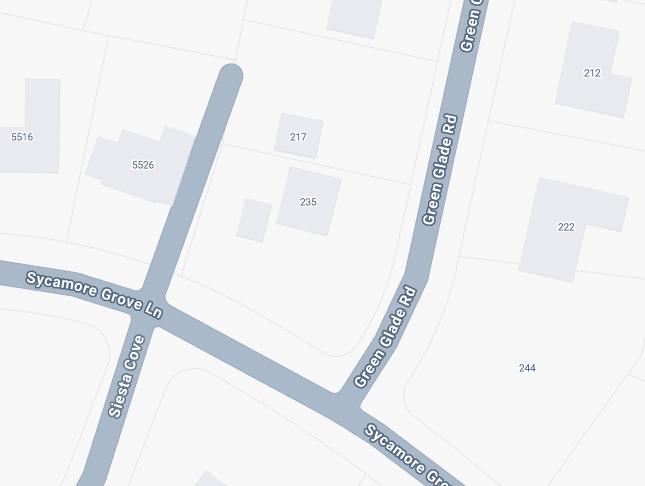 Green G
212
Green Glade Rd
5516
217
5526
235
222
Sycamore Grove Ln
Green Glade Rd
Siesta Cove
244
Sycamore Gro